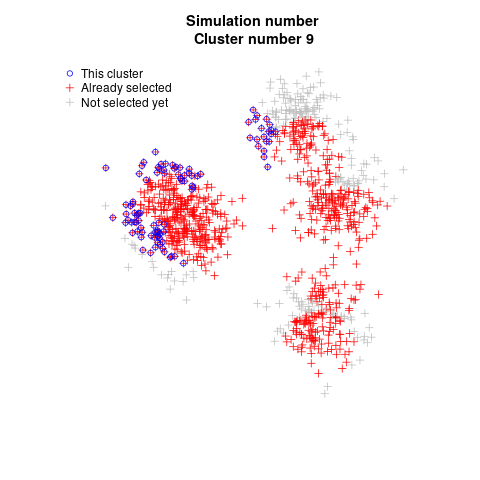 Simulation number
Cluster number 9
This cluster
Already selected
Not selected yet